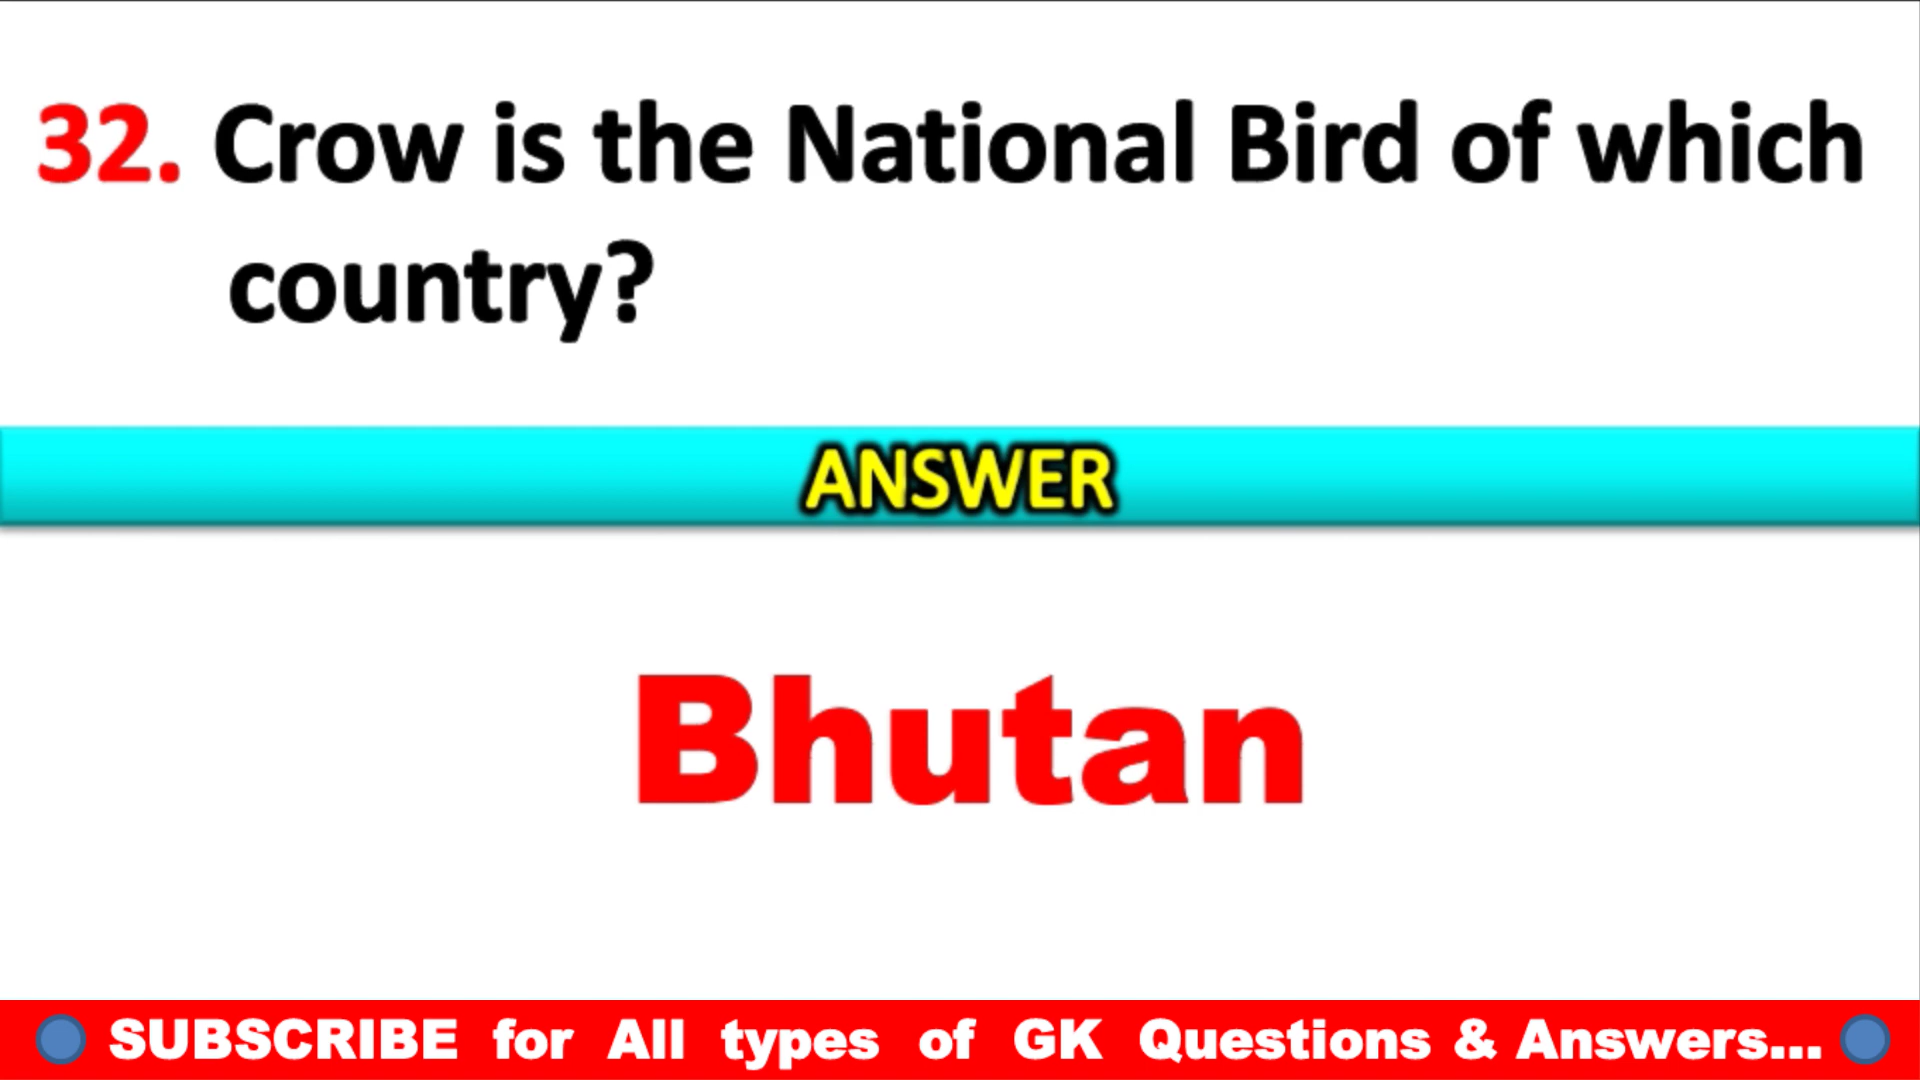 32. Crow is the National Bird of which
country?
ANSWER
Bhutan
SUBSCRIBE for All types of GK Questions & Answers...